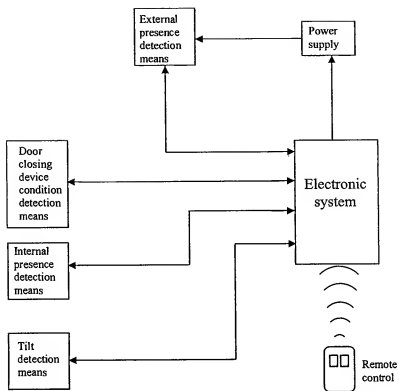 External
presence
detection
means
Power
supply
Door
closing
device
condition
detection
means
Electronic
system
Internal
presence
detection
means
Tilt
detection
means
Remote
control